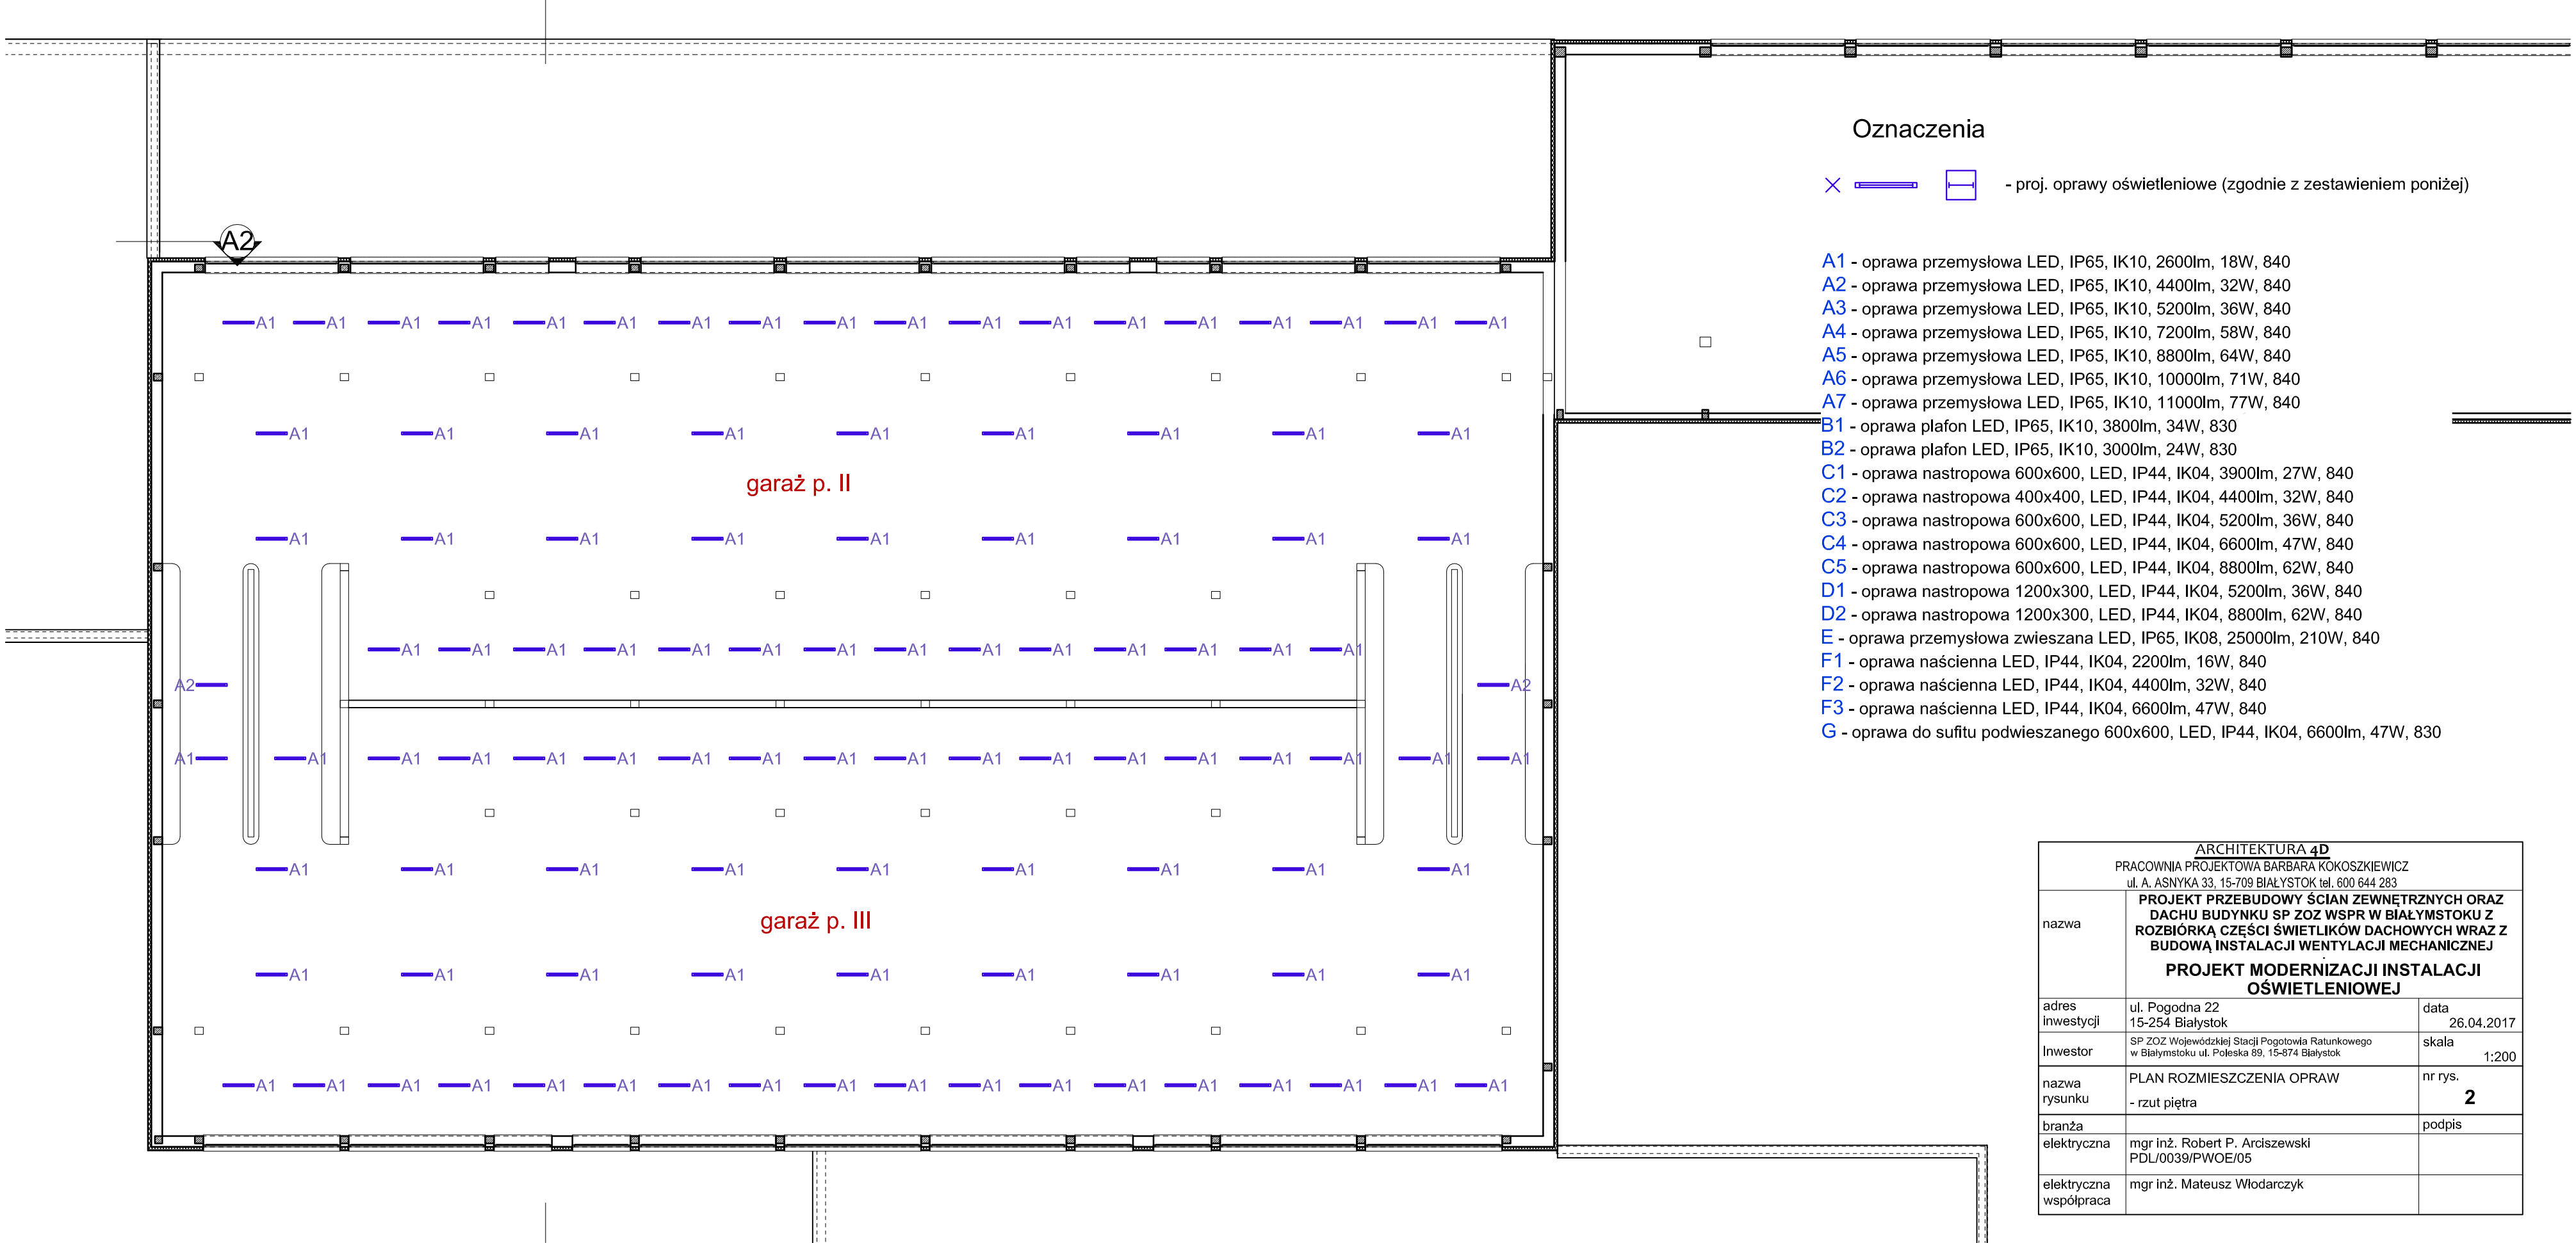 Oznaczenia
- proj. oprawy oświetleniowe (zgodnie z zestawieniem poniżej)
A1 - oprawa przemysłowa LED, IP65, IK10, 2600lm, 18W, 840
A2 - oprawa przemysłowa LED, IP65, IK10, 4400lm, 32W, 840
A3 - oprawa przemysłowa LED, IP65, IK10, 5200lm, 36W, 840
A4 - oprawa przemysłowa LED, IP65, IK10, 7200lm, 58W, 840
A5 - oprawa przemysłowa LED, IP65, IK10, 8800lm, 64W, 840
A6 - oprawa przemysłowa LED, IP65, IK10, 10000lm, 71W, 840
A7 - oprawa przemysłowa LED, IP65, IK10, 11000lm, 77W, 840
B1 - oprawa plafon LED, IP65, IK10, 3800lm, 34W, 830
B2 - oprawa plafon LED, IP65, IK10, 3000lm, 24W, 830
C1 - oprawa nastropowa 600x600, LED, IP44, IK04, 3900lm, 27W, 840
C2 - oprawa nastropowa 400x400, LED, IP44, IK04, 4400lm, 32W, 840
C3 - oprawa nastropowa 600x600, LED, IP44, IK04, 5200lm, 36W, 840
C4 - oprawa nastropowa 600x600, LED, IP44, IK04, 6600lm, 47W, 840
C5 - oprawa nastropowa 600x600, LED, IP44, IK04, 8800lm, 62W, 840
D1 - oprawa nastropowa 1200x300, LED, IP44, IK04, 5200lm, 36W, 840
D2 - oprawa nastropowa 1200x300, LED, IP44, IK04, 8800lm, 62W, 840
E - oprawa przemysłowa zwieszana LED, IP65, IK08, 25000lm, 210W, 840
F1 - oprawa naścienna LED, IP44, IK04, 2200lm, 16W, 840
F2 - oprawa naścienna LED, IP44, IK04, 4400lm, 32W, 840
F3 - oprawa naścienna LED, IP44, IK04, 6600lm, 47W, 840
G - oprawa do sufitu podwieszanego 600x600, LED, IP44, IK04, 6600lm, 47W, 830
A2
A1 A1 A1 A1 A1 A1 A1 A1 A1 A1 A1 A1 A1 A1 A1 A1 A1 A1
A1 A1 A1 A1 A1 A1 A1 A1 A1
garaż p. II
A1 A1 A1 A1 A1 A1 A1 A1 A1
A1 A1 A1 A1 A1 A1 A1 A1 A1 A1 A1 A1 A1 A1
A2 A2
A1 A1 A1 A1 A1 A1 A1 A1 A1 A1 A1 A1 A1 A1 A1 A1 A1 A1
A1 A1 A1 A1 A1 A1 A1 A1 A1
garaż p. III
A1 A1 A1 A1 A1 A1 A1 A1 A1
A1 A1 A1 A1 A1 A1 A1 A1 A1 A1 A1 A1 A1 A1 A1 A1 A1 A1
ARCHITEKTURA 4D
PRACOWNIA PROJEKTOWA BARBARA KOKOSZKIEWICZ
ul. A. ASNYKA 33, 15-709 BIAŁYSTOK tel. 600 644 283
nazwa
PROJEKT PRZEBUDOWY ŚCIAN ZEWNĘTRZNYCH ORAZ
DACHU BUDYNKU SP ZOZ WSPR W BIAŁYMSTOKU Z
ROZBIÓRKĄ CZĘŚCI ŚWIETLIKÓW DACHOWYCH WRAZ Z
BUDOWĄ INSTALACJI WENTYLACJI MECHANICZNEJ
PROJEKT MODERNIZACJI INSTALACJI
OŚWIETLENIOWEJ
adres
inwestycji
ul. Pogodna 22
15-254 Białystok
data
26.04.2017
Inwestor
SP ZOZ Wojewódzkiej Stacji Pogotowia Ratunkowego
w Białymstoku ul. Poleska 89, 15-874 Białystok
skala
1:200
nazwa
rysunku
PLAN ROZMIESZCZENIA OPRAW
- rzut piętra
nr rys.
2
branża
podpis
elektryczna
mgr inż. Robert P. Arciszewski
PDL/0039/PWOE/05
elektryczna
współpraca
mgr inż. Mateusz Włodarczyk